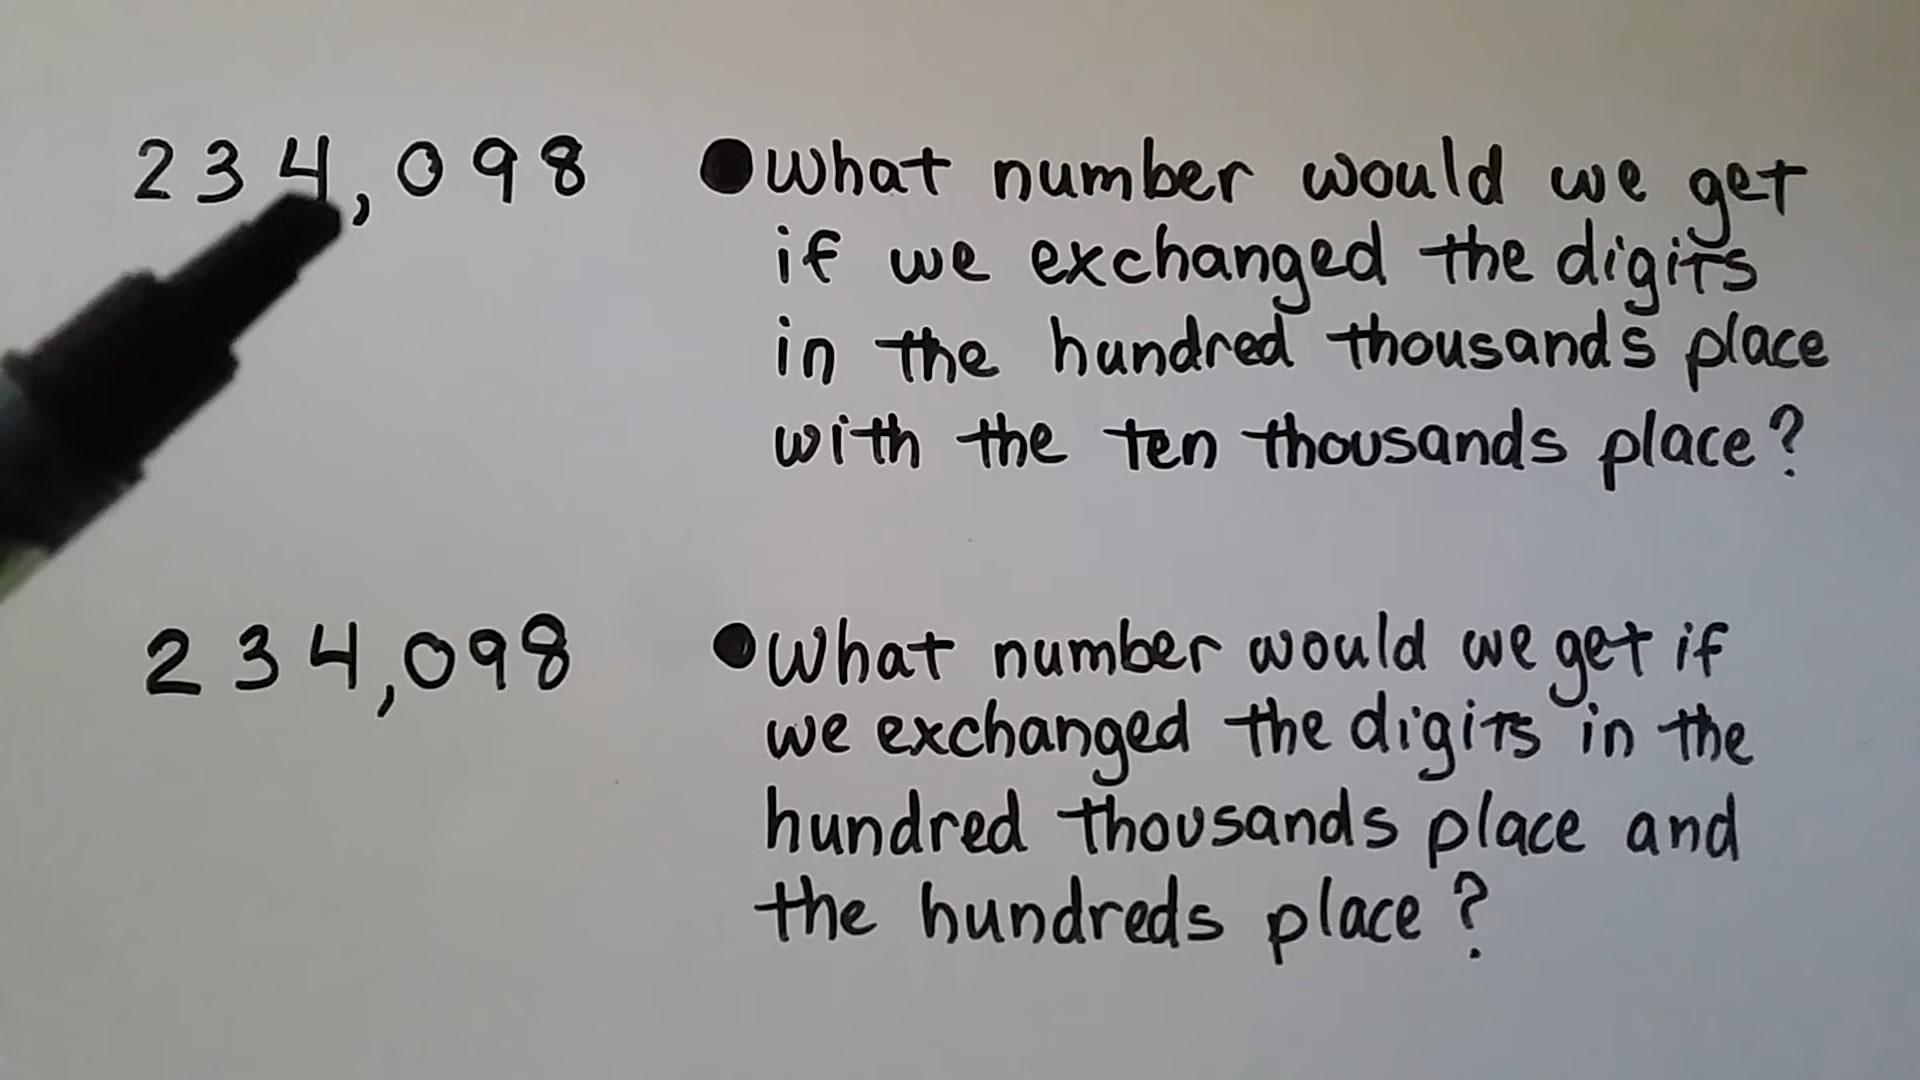 234,098
●What number would we get
if we exchanged the digits
in the hundred thousands place
with the ten thousands place?
234,098
●What number would we get if
we exchanged the digits in the
hundred thousands place and
the hundreds place?